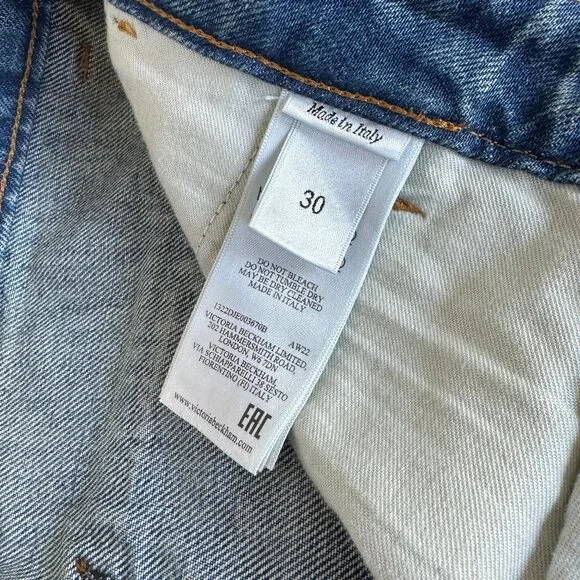 Made in Italy
30
DO NOT BLEACH
DO NOT TUMBLE DRY
MAY BE DRY CLEANED
MADE IN ITALY
1322DJE003670B AW22
VICTORIA BECKHAM LIMITED,
202 HAMMERSMITH ROAD,
LONDON, W6 7DN
VICTORIA BECKHAM,
VIA SCHIAPPARELLI 38 SESTO
FIORENTINO (FI) ITALY
www.victoriabeckham.com
EAC